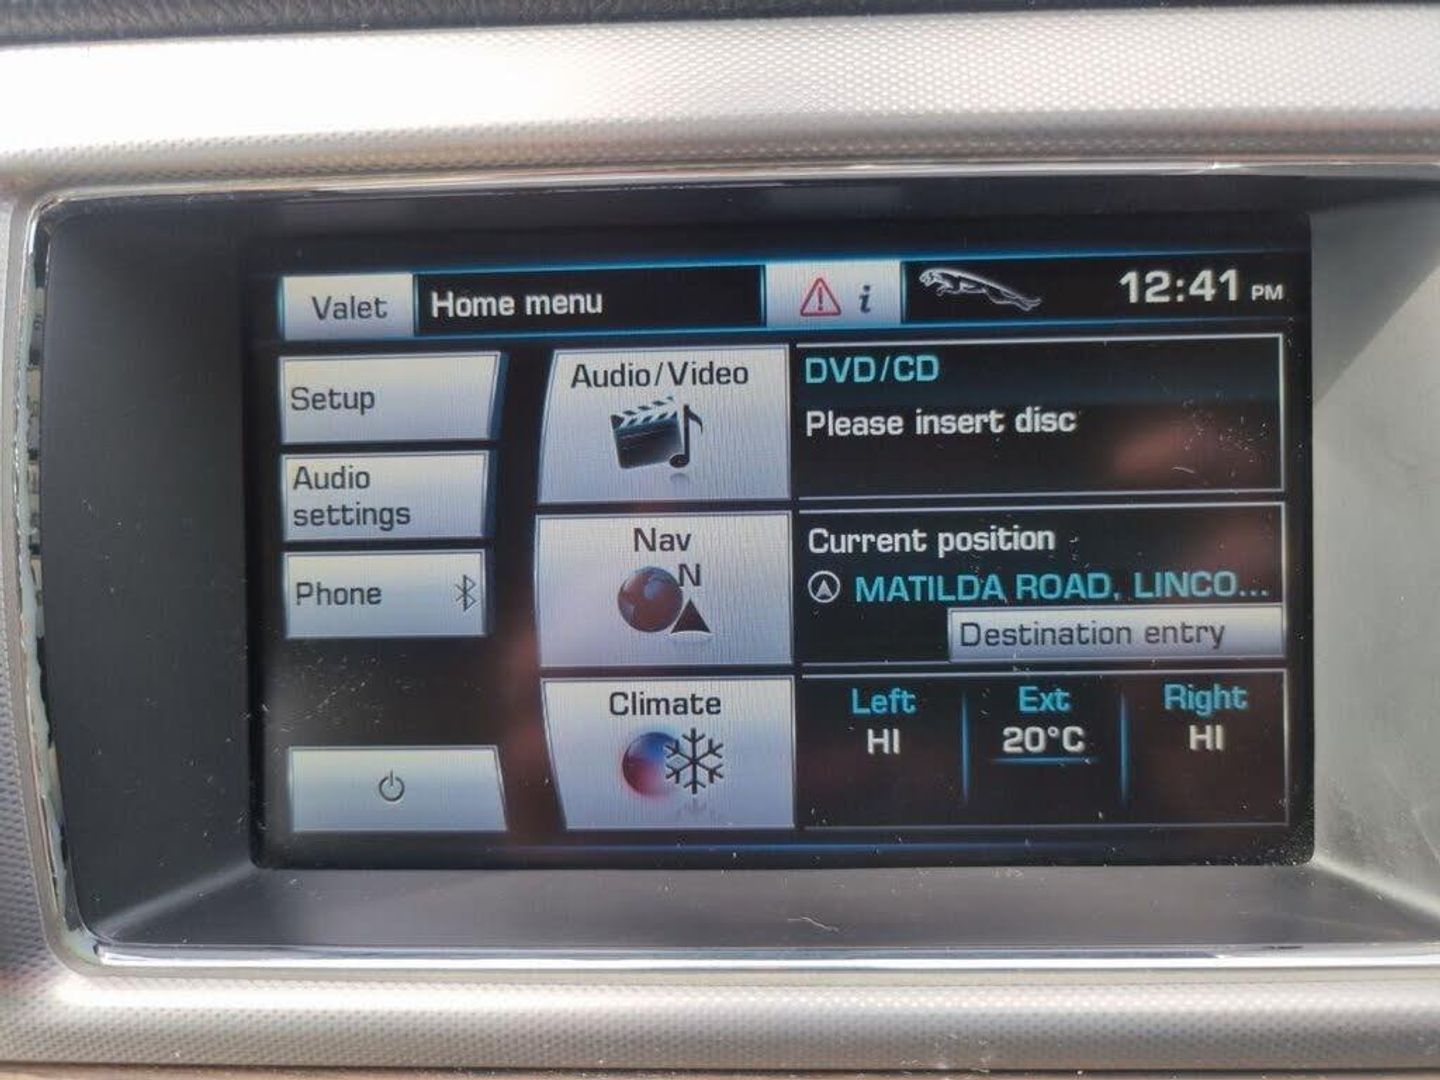 Valet
Home menu
i
12:41 PM
Setup
Audio
settings
Phone
Audio/Video
DVD/CD
Please insert disc
Nav
N
Current position
MATILDA ROAD, LINCO...
Destination entry
Climate
Left
HI
Ext
20°C
Right
HI